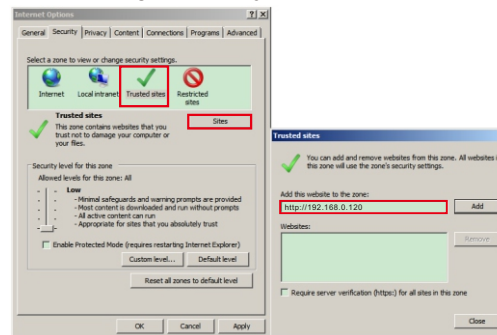 Internet Options
General Security Privacy Content Connections Programs Advanced
Select a zone to view or change security settings.
Internet Local intranet Trusted sites Restricted sites
Trusted sites
This zone contains websites that you
trust not to damage your computer or
your files.
Sites
Security level for this zone
Allowed levels for this zone: All
Low
- Minimal safeguards and warning prompts are provided
- Most content is downloaded and run without prompts
- All active content can run
- Appropriate for sites that you absolutely trust
Enable Protected Mode (requires restarting Internet Explorer)
Custom level... Default level
Reset all zones to default level
OK Cancel Apply
Trusted sites
You can add and remove websites from this zone. All websites in
this zone will use the zone's security settings.
Add this website to the zone:
http://192.168.0.120 Add
Websites:
Remove
Require server verification (https:) for all sites in this zone
Close